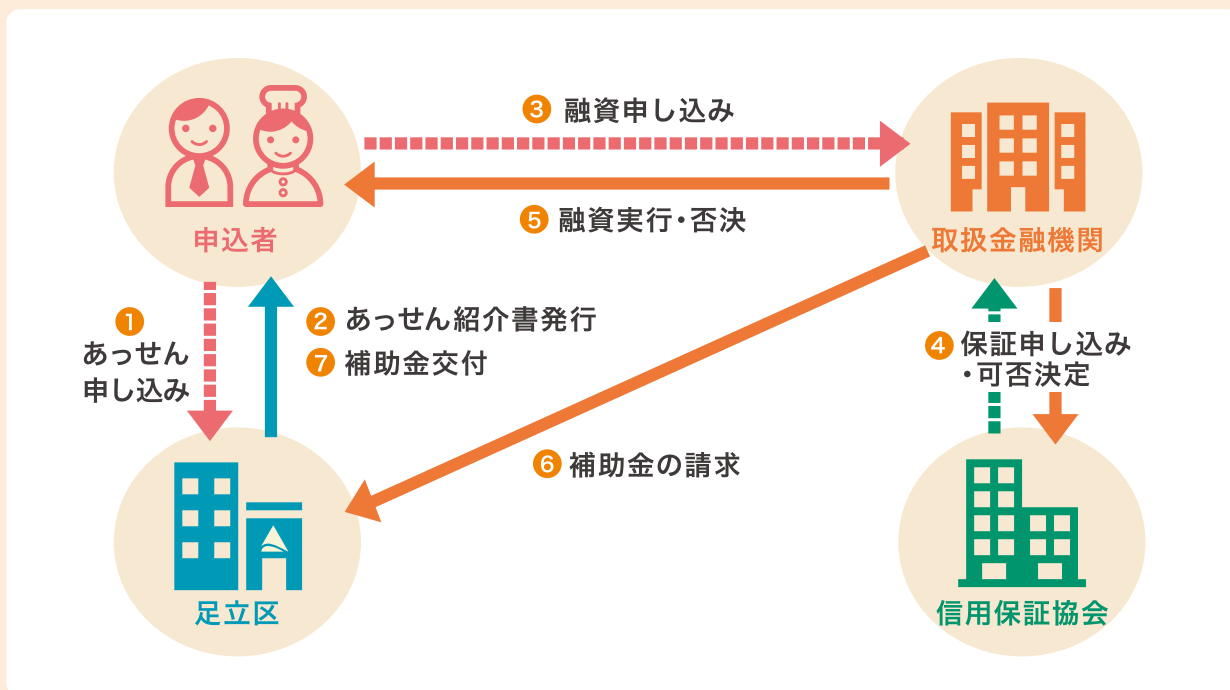 ③ 融資申し込み
⑤ 融資実行・否決
申込者
取扱金融機関
①
あっせん
申し込み
② あっせん紹介書発行
⑦ 補助金交付
④ 保証申し込み
・可否決定
⑥ 補助金の請求
足立区
信用保証協会